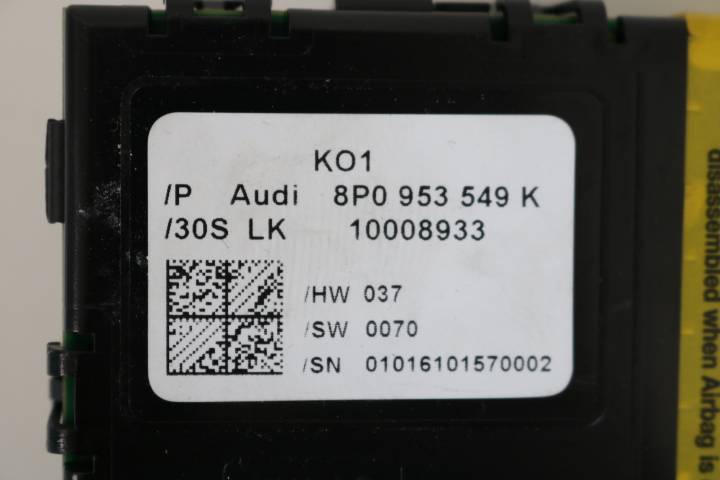 KO1
/P Audi 8P0 953 549 K
/30S LK 10008933
/HW 037
/SW 0070
/SN 01016101570002
disassembled when Airbag is